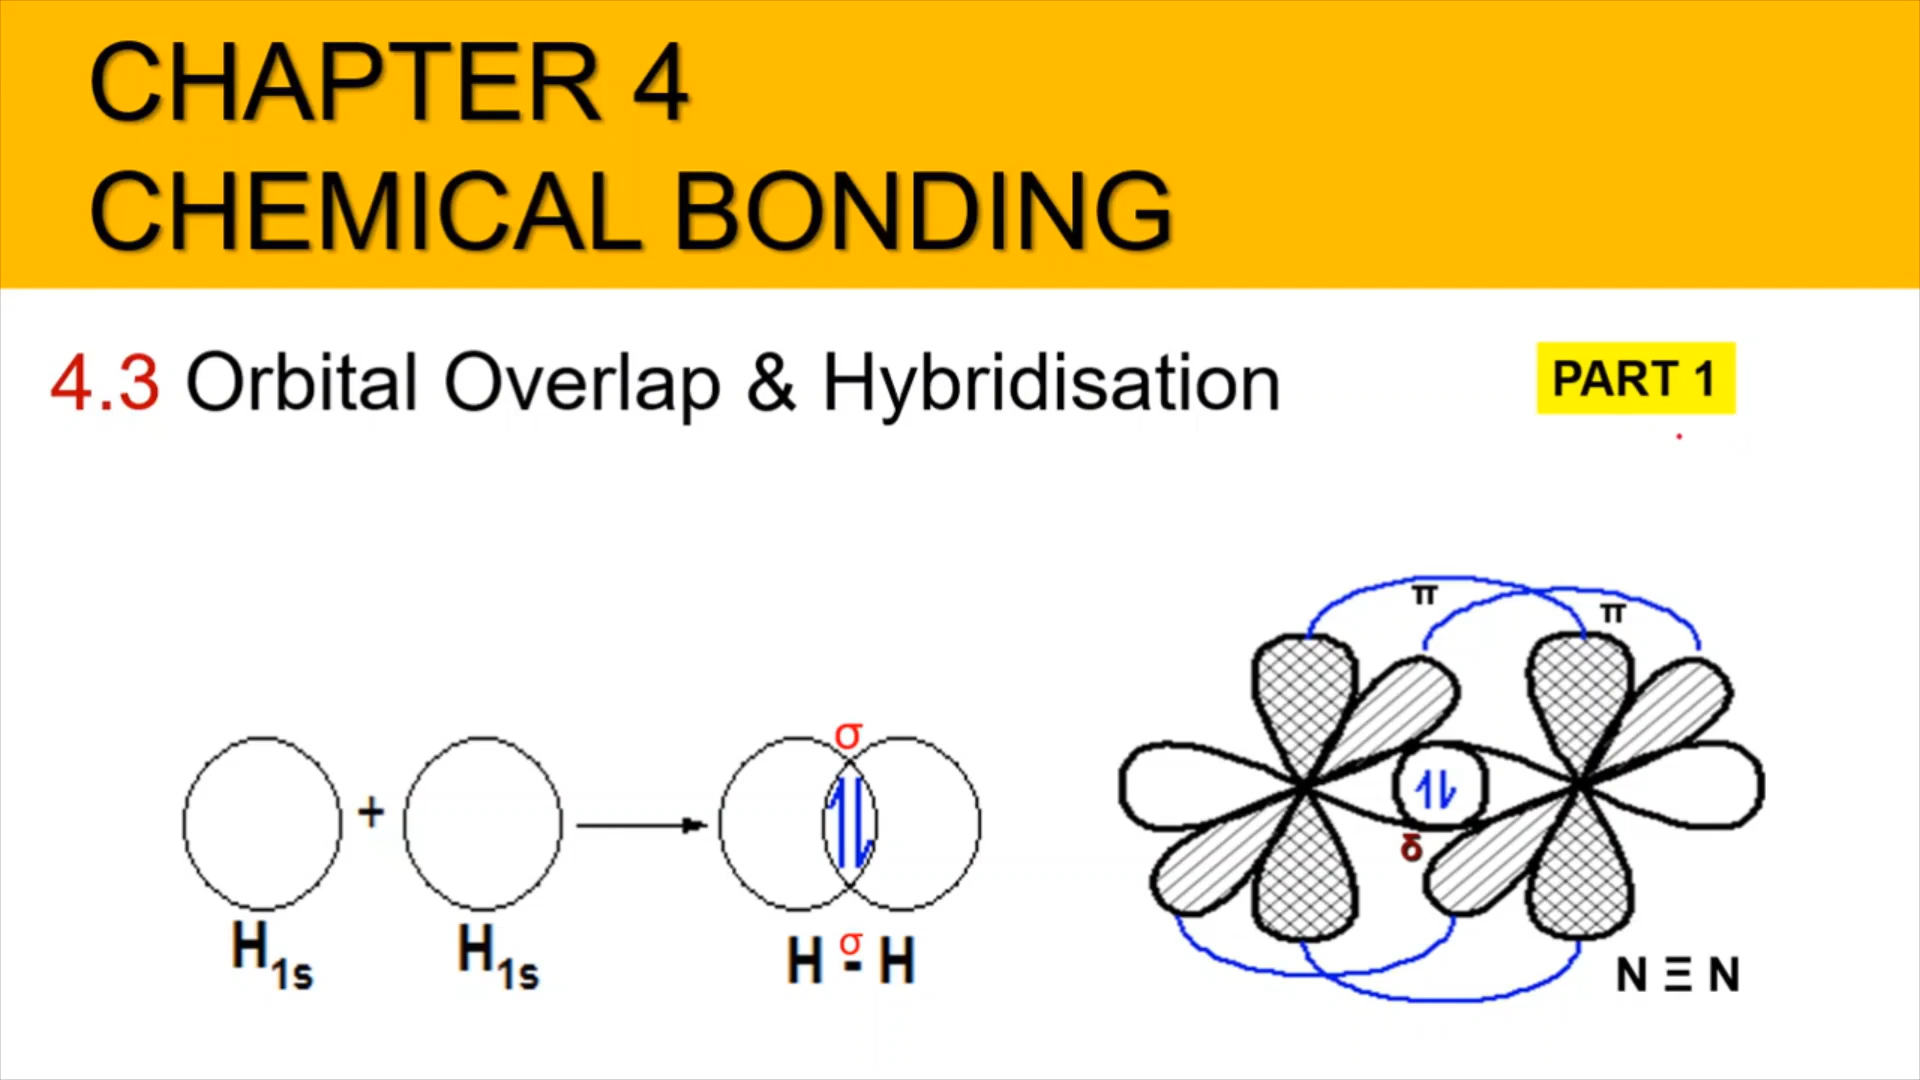 CHAPTER 4
CHEMICAL BONDING
4.3 Orbital Overlap & Hybridisation
PART 1
σ
+
H1s
H1s
H σ - H
π
π
δ
N Ξ N